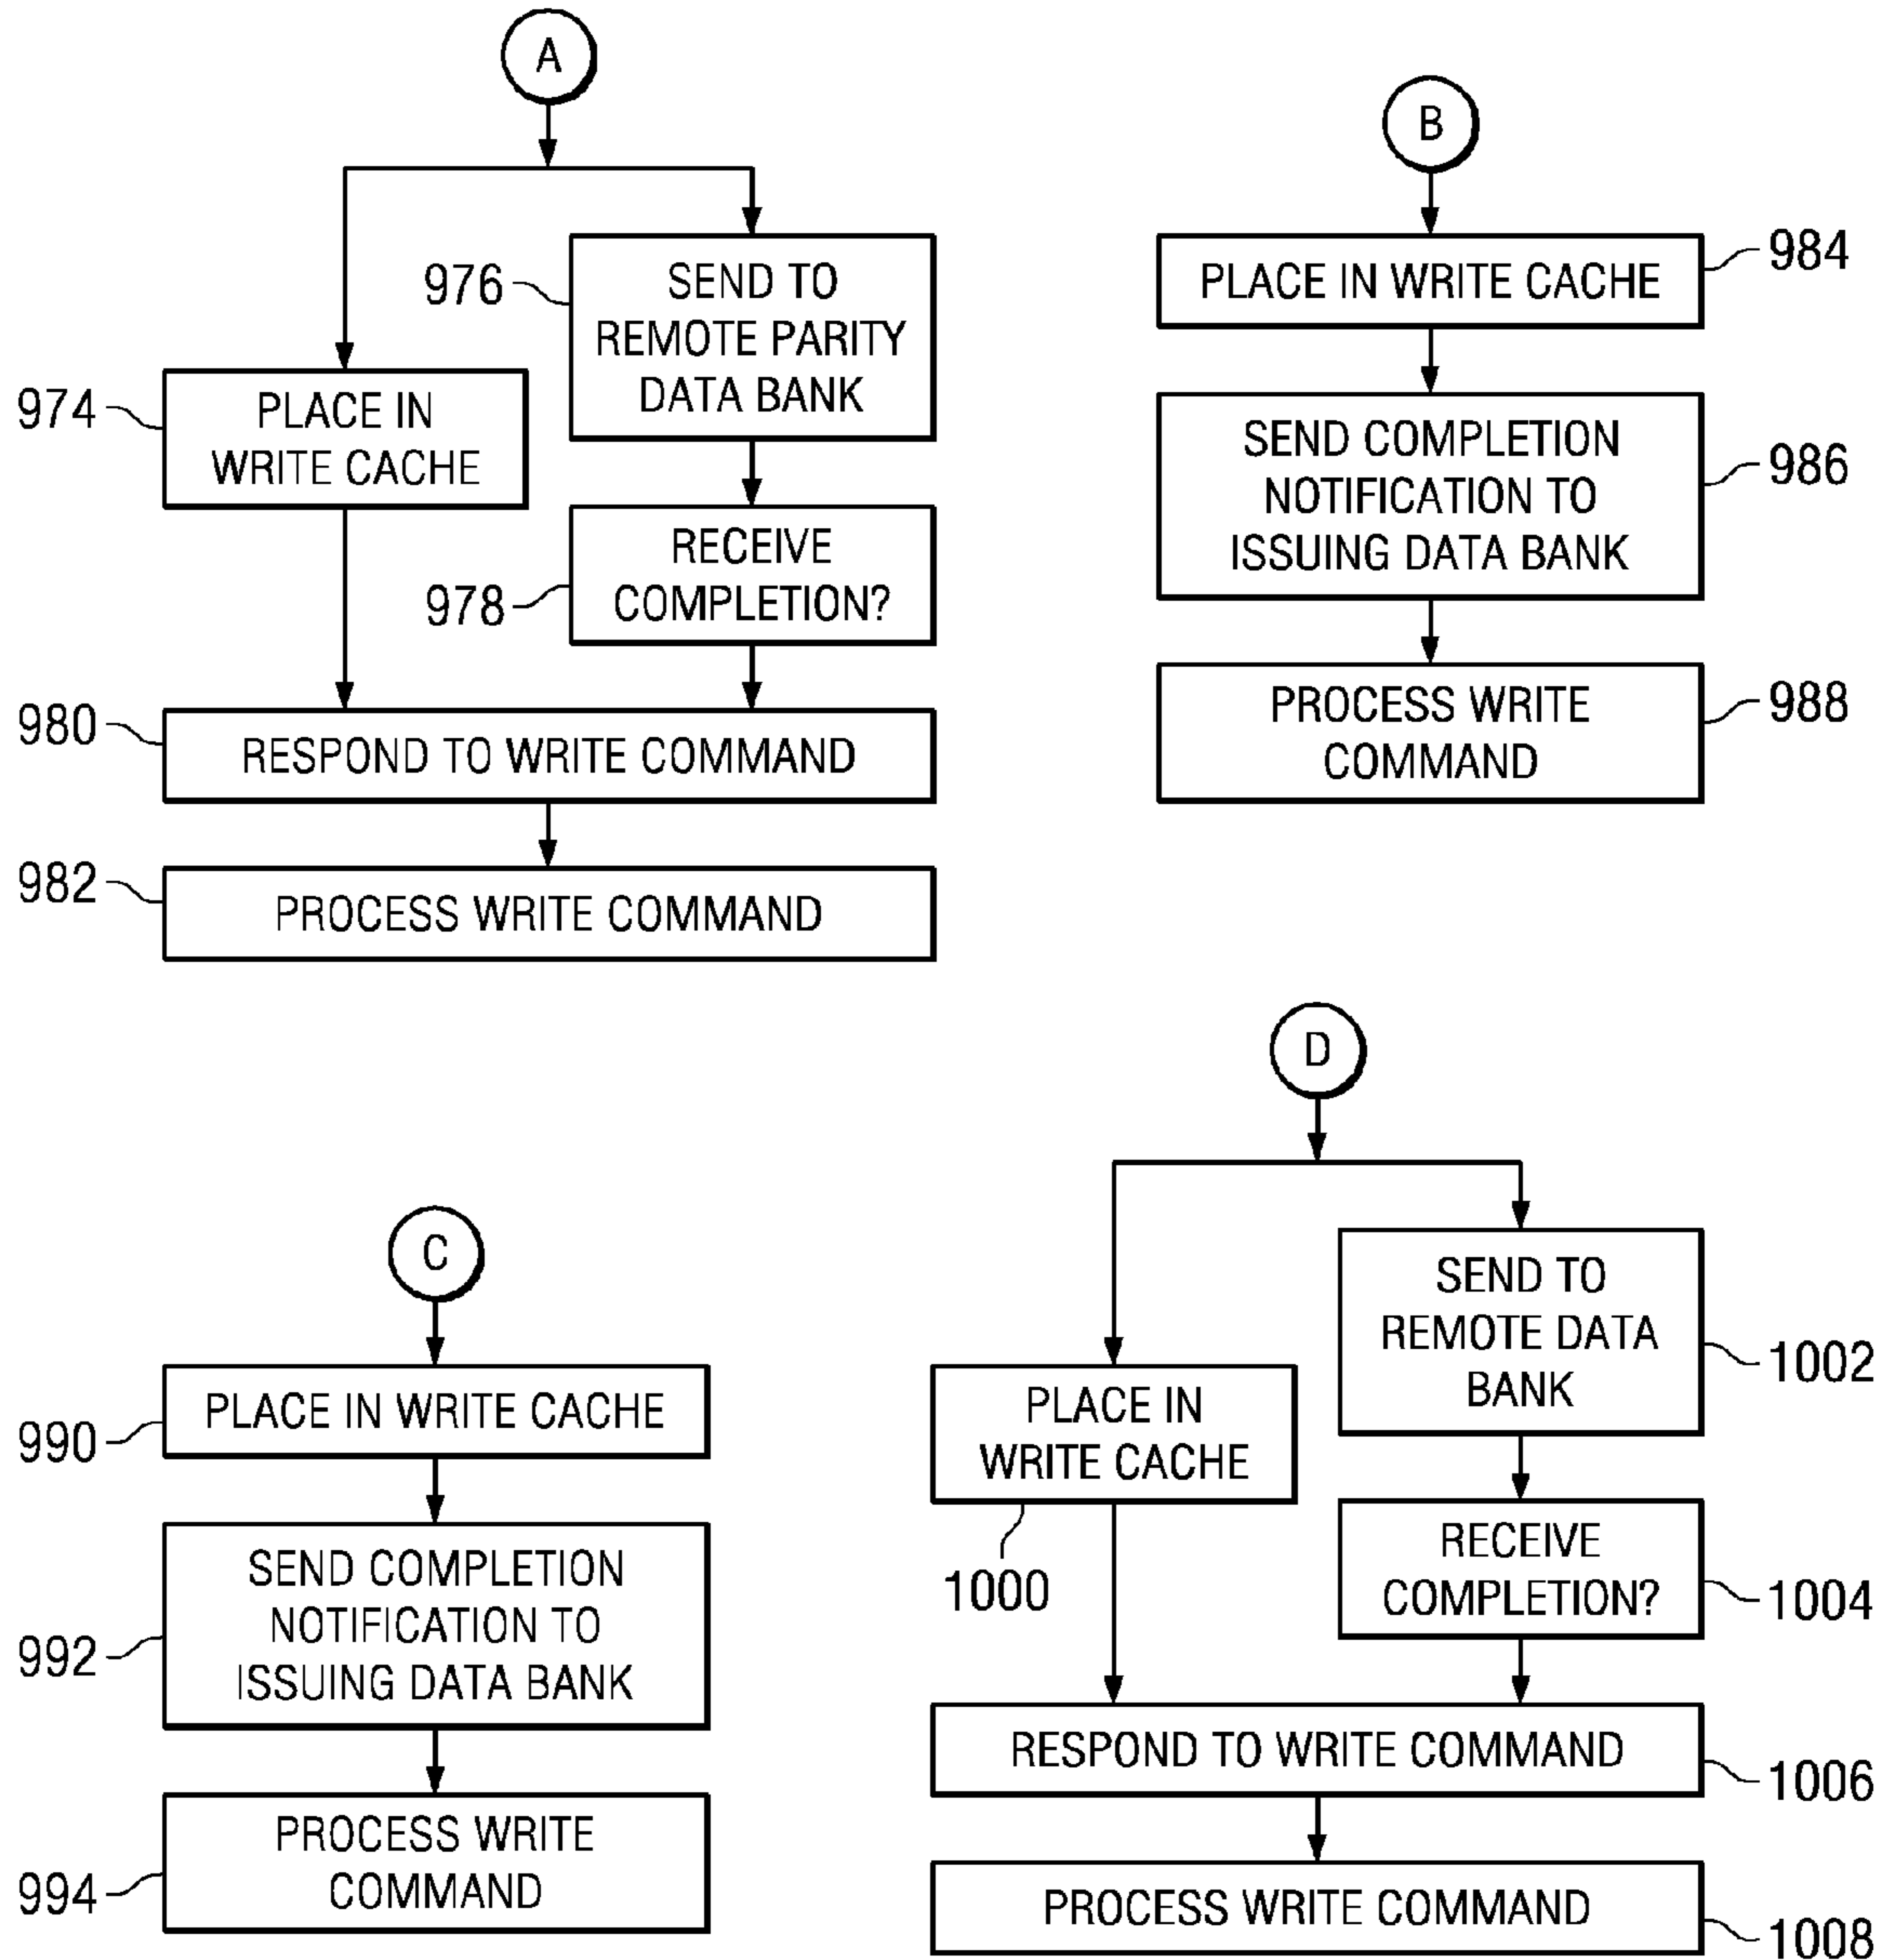 A
976
SEND TO
REMOTE PARITY
DATA BANK
974
PLACE IN
WRITE CACHE
978
RECEIVE
COMPLETION?
980
RESPOND TO WRITE COMMAND
982
PROCESS WRITE COMMAND
B
PLACE IN WRITE CACHE
984
SEND COMPLETION
NOTIFICATION TO
ISSUING DATA BANK
986
PROCESS WRITE
COMMAND
988
C
990
PLACE IN WRITE CACHE
992
SEND COMPLETION
NOTIFICATION TO
ISSUING DATA BANK
994
PROCESS WRITE
COMMAND
D
SEND TO
REMOTE DATA
BANK
1002
PLACE IN
WRITE CACHE
1000
RECEIVE
COMPLETION?
1004
RESPOND TO WRITE COMMAND
1006
PROCESS WRITE COMMAND
1008